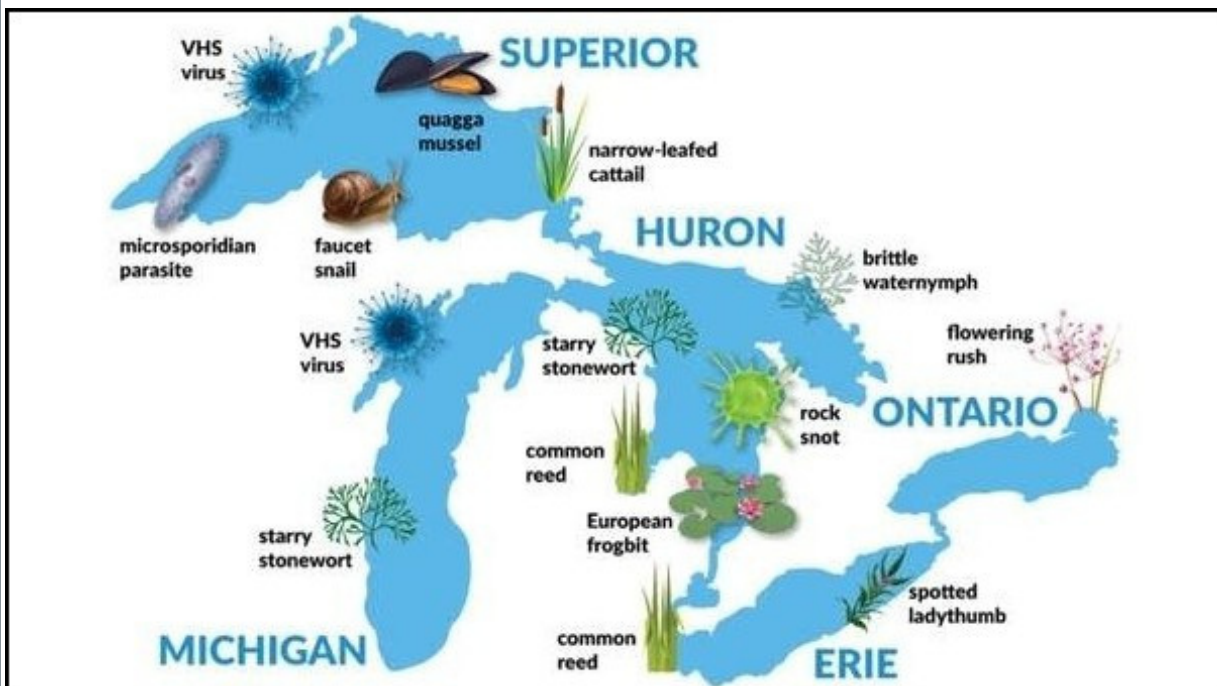 SUPERIOR
VHS
virus
quagga
mussel
narrow-leafed
cattail
microsporidian
parasite
faucet
snail
HURON
brittle
waternymph
VHS
virus
starry
stonewort
flowering
rush
rock
snot
ONTARIO
common
reed
European
frogbit
starry
stonewort
spotted
ladythumb
common
reed
MICHIGAN
ERIE